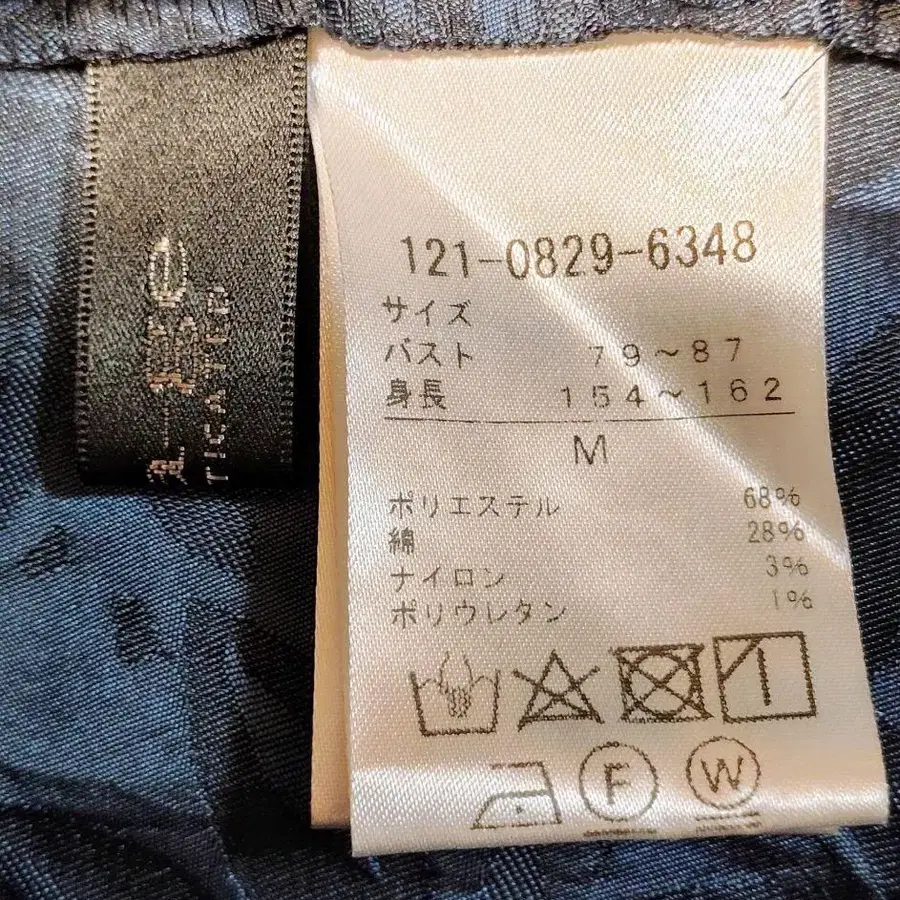 121-0829-6348
サイズ
バスト 79~87
身長 154~162
M
ポリエステル 68%
綿 28%
ナイロン 3%
ポリウレタン 1%
F W